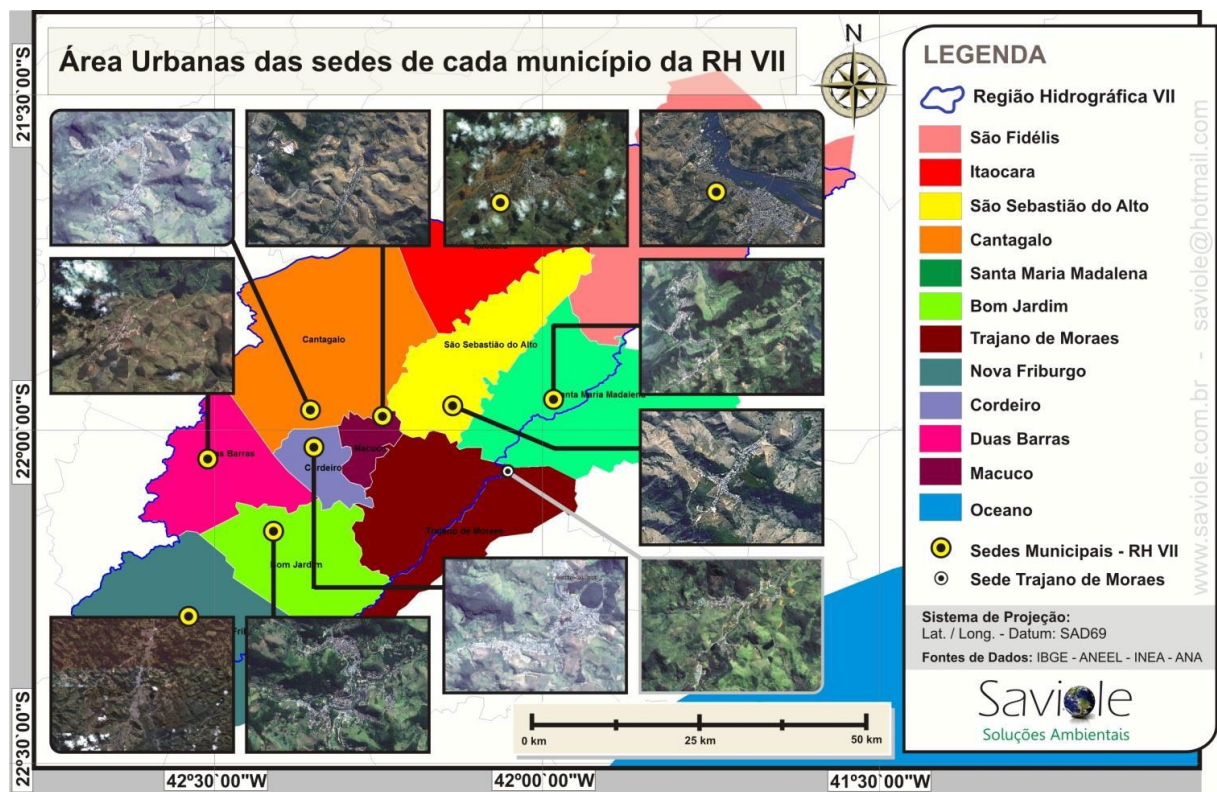 Área Urbanas das sedes de cada município da RH VII
N
21°30`00"S
22°00`00"S
22°30`00"S
42°30`00"W
42°00`00"W
41°30`00"W
Cantagalo
São Sebastião do Alto
Santa Maria Madalena
Macuco
Cordeiro
Barras
Trajano de Moraes
Bom Jardim
0 km
25 km
50 km
LEGENDA
Região Hidrográfica VII
São Fidélis
Itaocara
São Sebastião do Alto
Cantagalo
Santa Maria Madalena
Bom Jardim
Trajano de Moraes
Nova Friburgo
Cordeiro
Duas Barras
Macuco
Oceano
Sedes Municipais - RH VII
Sede Trajano de Moraes
Sistema de Projeção:
Lat. / Long. - Datum: SAD69
Fontes de Dados: IBGE - ANEEL - INEA - ANA
Saviole
Soluções Ambientais
www.saviole.com.br - saviole@hotmail.com